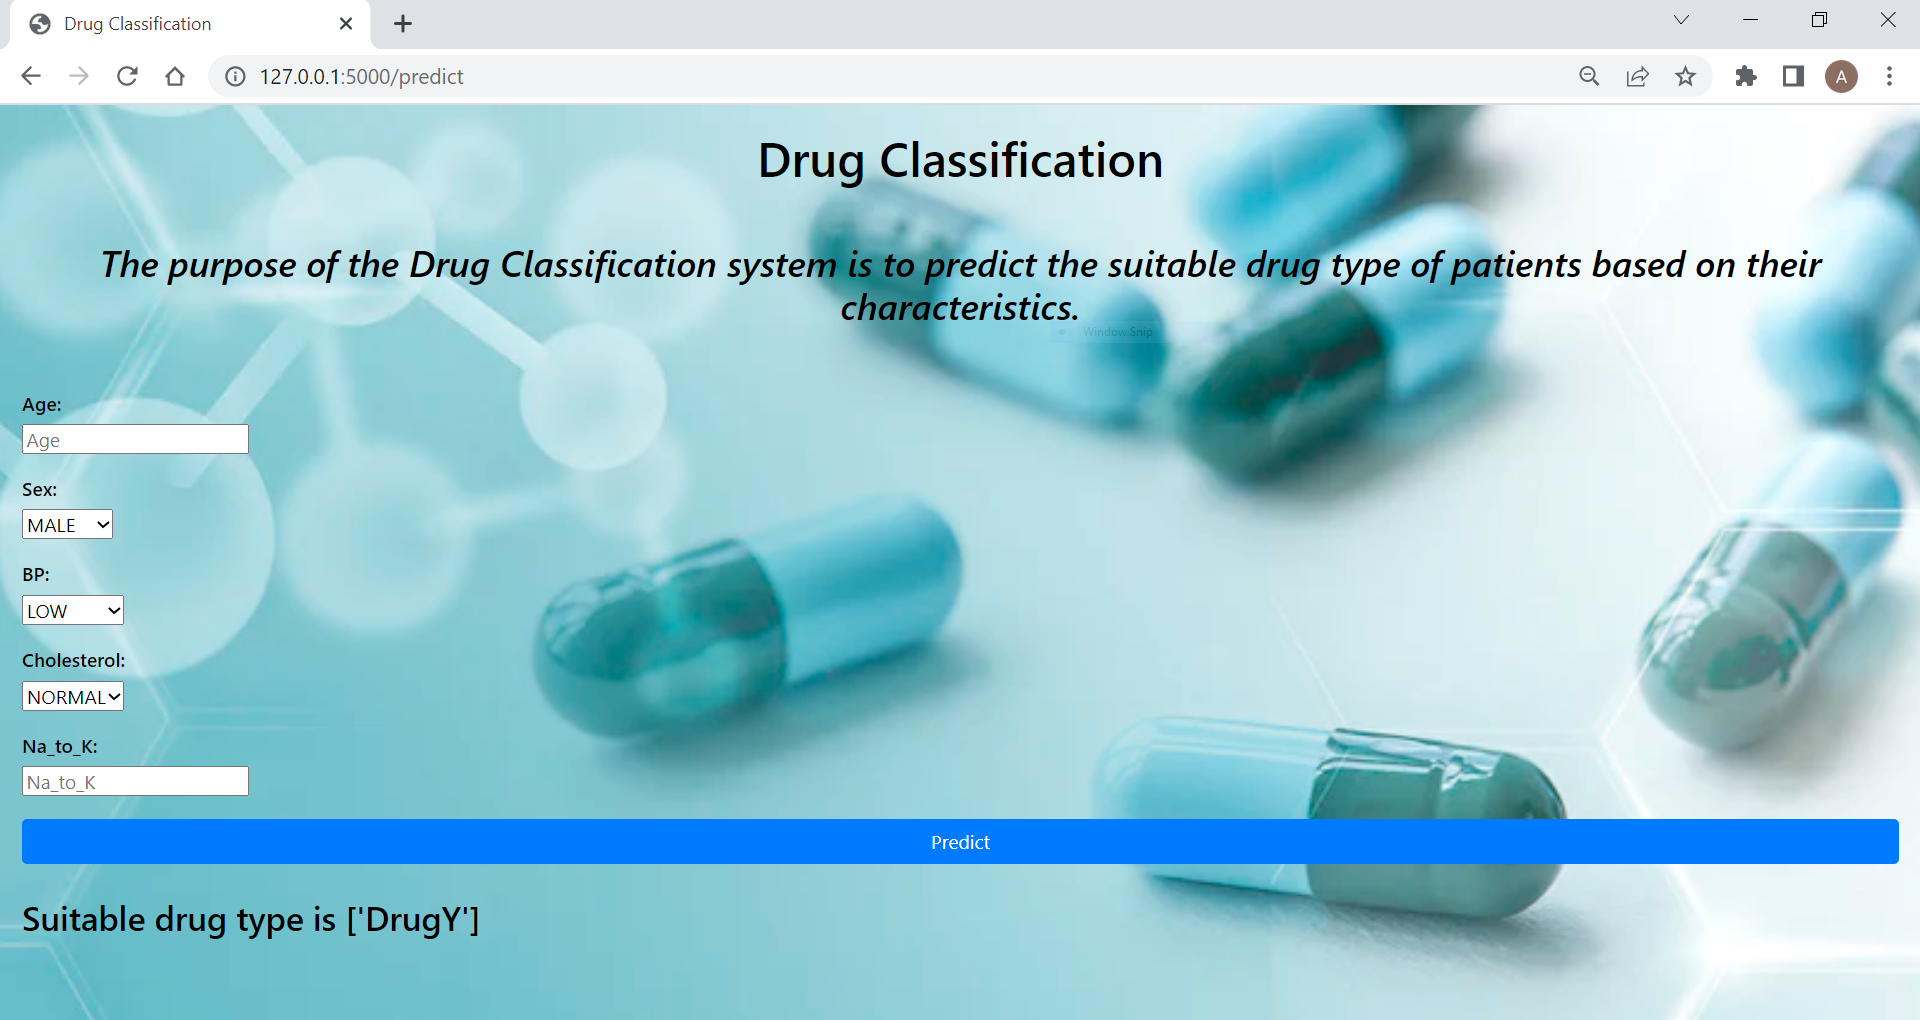 Drug Classification
127.0.0.1:5000/predict
A
Drug Classification
The purpose of the Drug Classification system is to predict the suitable drug type of patients based on their
characteristics.
Window Snip
Age:
Age
Sex:
MALE
BP:
LOW
Cholesterol:
NORMAL
Na_to_K:
Na_to_K
Predict
Suitable drug type is ['DrugY']